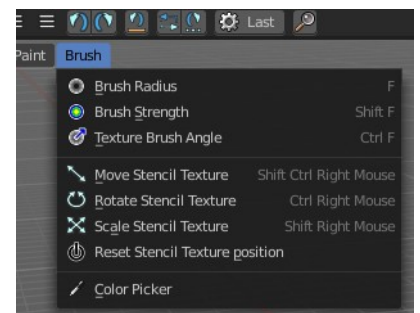 Last
Paint Brush
Brush Radius F
Brush Strength Shift F
Texture Brush Angle Ctrl F
Move Stencil Texture Shift Ctrl Right Mouse
Rotate Stencil Texture Ctrl Right Mouse
Scale Stencil Texture Shift Right Mouse
Reset Stencil Texture position
Color Picker